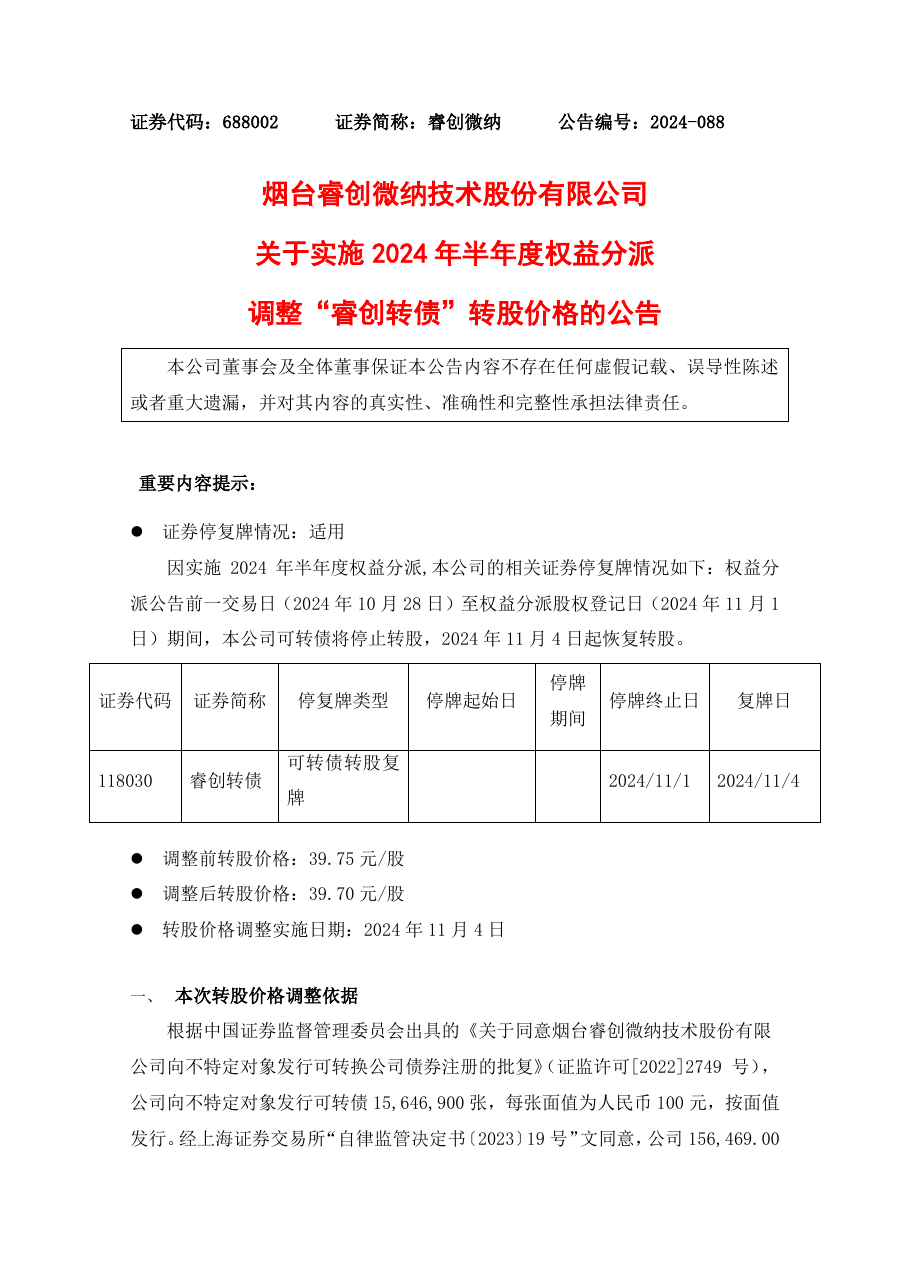 证券代码：688002 证券简称：睿创微纳 公告编号：2024-088
烟台睿创微纳技术股份有限公司
关于实施 2024 年半年度权益分派
调整“睿创转债”转股价格的公告
本公司董事会及全体董事保证本公告内容不存在任何虚假记载、误导性陈述
或者重大遗漏，并对其内容的真实性、准确性和完整性承担法律责任。
重要内容提示：
● 证券停复牌情况：适用
因实施 2024 年半年度权益分派,本公司的相关证券停复牌情况如下：权益分
派公告前一交易日（2024 年 10 月 28 日）至权益分派股权登记日（2024 年 11 月 1
日）期间，本公司可转债将停止转股，2024 年 11 月 4 日起恢复转股。
证券代码 证券简称 停复牌类型 停牌起始日 停牌期间 停牌终止日 复牌日
118030 睿创转债 可转债转股复牌 2024/11/1 2024/11/4
● 调整前转股价格：39.75 元/股
● 调整后转股价格：39.70 元/股
● 转股价格调整实施日期：2024 年 11 月 4 日
一、 本次转股价格调整依据
根据中国证券监督管理委员会出具的《关于同意烟台睿创微纳技术股份有限
公司向不特定对象发行可转换公司债券注册的批复》（证监许可[2022]2749 号），
公司向不特定对象发行可转债 15,646,900 张，每张面值为人民币 100 元，按面值
发行。经上海证券交易所“自律监管决定书〔2023〕19 号”文同意，公司 156,469.00